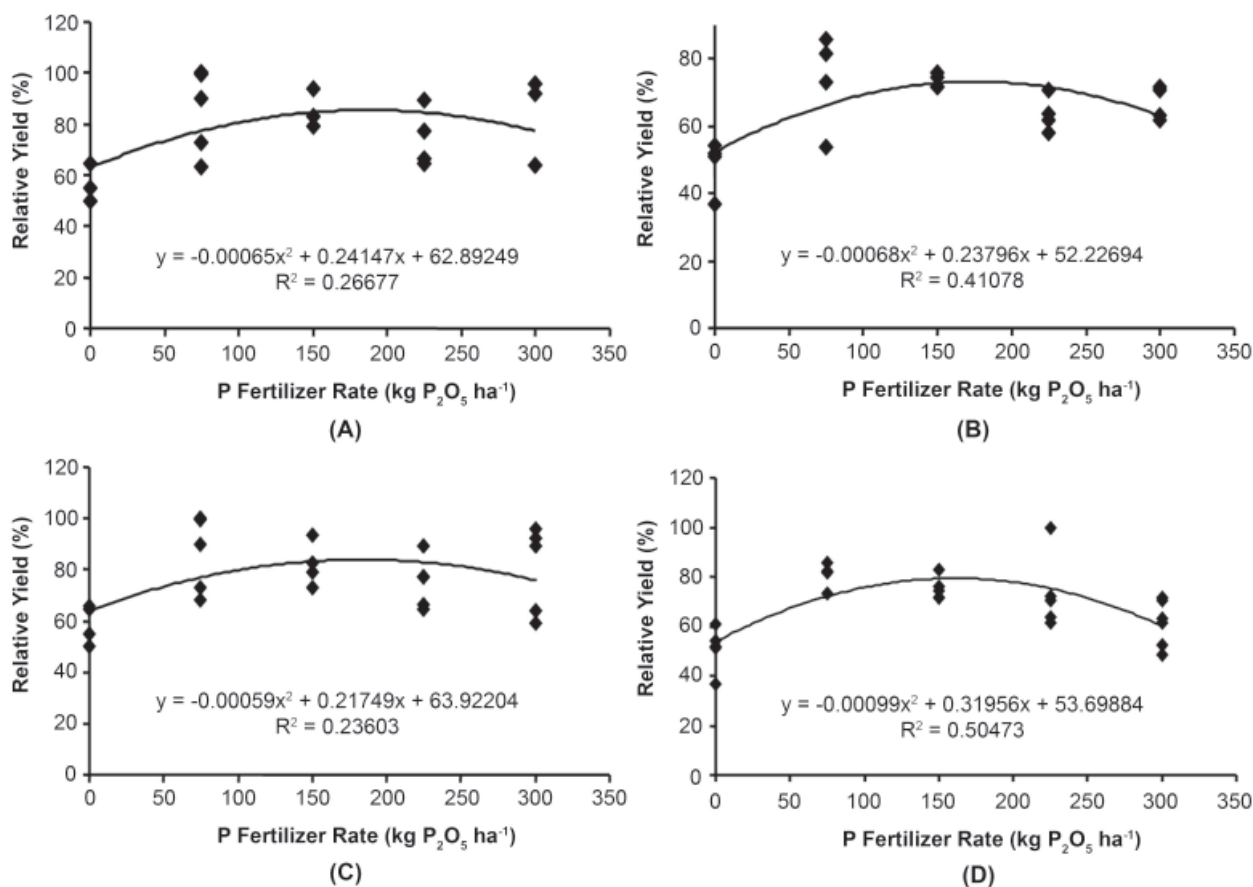 120
100
80
60
40
20
0
Relative Yield (%)
y = -0.00065x² + 0.24147x + 62.89249
R² = 0.26677
0 50 100 150 200 250 300 350
P Fertilizer Rate (kg P₂O₅ ha⁻¹)
(A)
80
60
40
20
0
Relative Yield (%)
y = -0.00068x² + 0.23796x + 52.22694
R² = 0.41078
0 50 100 150 200 250 300 350
P Fertilizer Rate (kg P₂O₅ ha⁻¹)
(B)
120
100
80
60
40
20
0
Relative Yield (%)
y = -0.00059x² + 0.21749x + 63.92204
R² = 0.23603
0 50 100 150 200 250 300 350
P Fertilizer Rate (kg P₂O₅ ha⁻¹)
(C)
120
100
80
60
40
20
0
Relative Yield (%)
y = -0.00099x² + 0.31956x + 53.69884
R² = 0.50473
0 50 100 150 200 250 300 350
P Fertilizer Rate (kg P₂O₅ ha⁻¹)
(D)